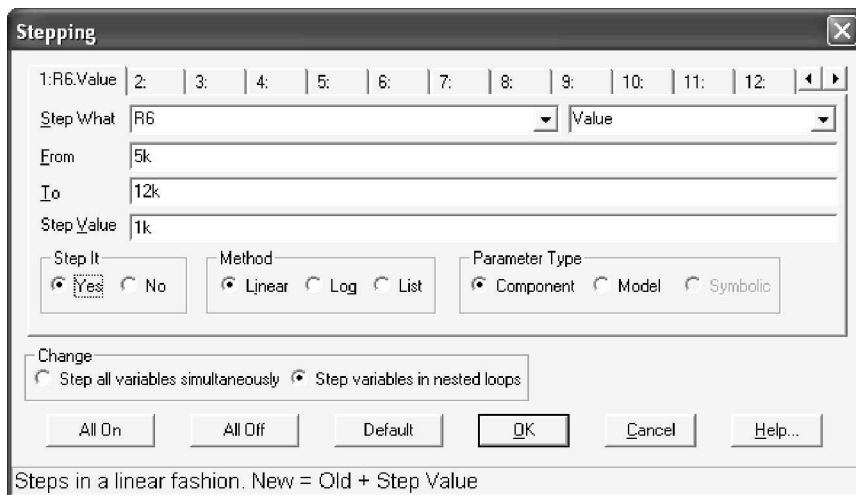 Stepping
1:R6.Value 2: 3: 4: 5: 6: 7: 8: 9: 10: 11: 12:
Step What R6 Value
From 5k
To 12k
Step Value 1k
Step It Method Parameter Type
Yes No Linear Log List Component Model Symbolic
Change
Step all variables simultaneously Step variables in nested loops
All On All Off Default OK Cancel Help...
Steps in a linear fashion. New = Old + Step Value